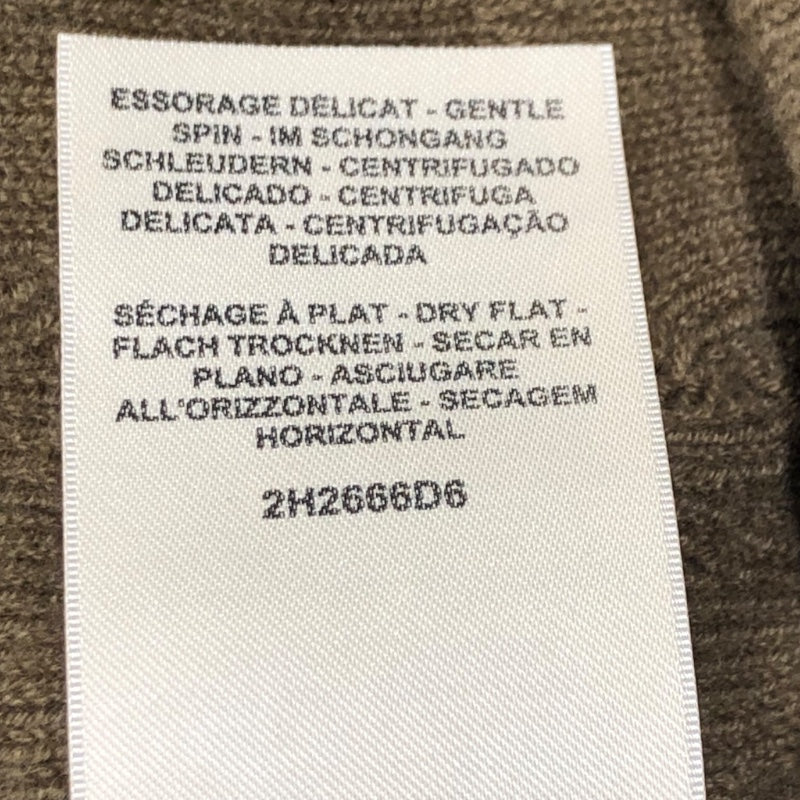 ESSORAGE DÉLICAT - GENTLE
SPIN - IM SCHONGANG
SCHLEUDERN - CENTRIFUGADO
DELICADO - CENTRIFUGA
DELICATA - CENTRIFUGAÇÃO
DELICADA
SÉCHAGE À PLAT - DRY FLAT -
FLACH TROCKNEN - SECAR EN
PLANO - ASCIUGARE
ALL'ORIZZONTALE - SECAGEM
HORIZONTAL
2H2666D6